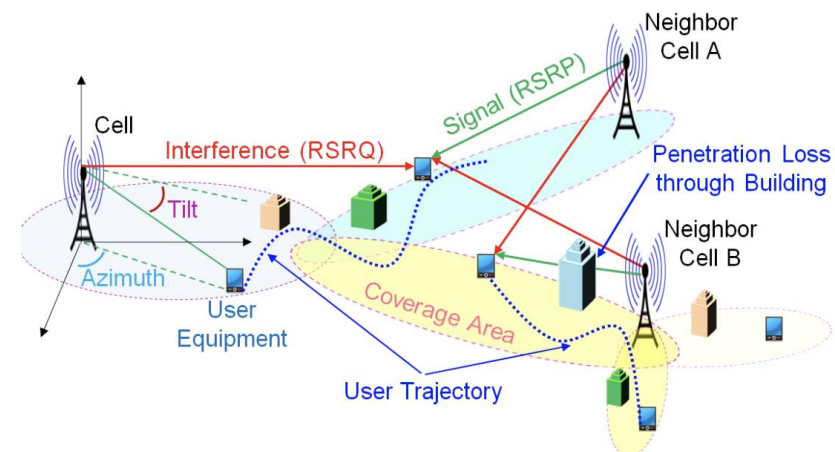 Neighbor
Cell A
Cell
Signal (RSRP)
Interference (RSRQ)
Penetration Loss
through Building
Tilt
Neighbor
Cell B
Azimuth
Coverage Area
User
Equipment
User Trajectory